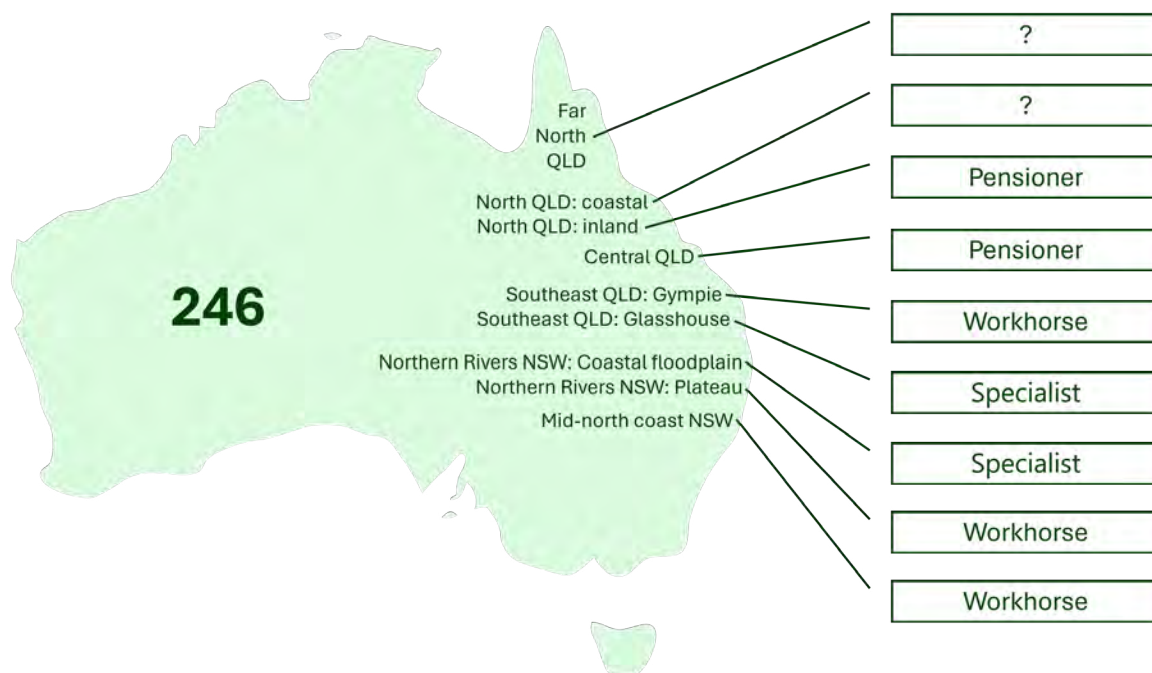 Far
North
QLD
?
North QLD: coastal
?
North QLD: inland
Pensioner
Central QLD
Pensioner
246
Southeast QLD: Gympie
Workhorse
Southeast QLD: Glasshouse
Specialist
Northern Rivers NSW: Coastal floodplain
Specialist
Northern Rivers NSW: Plateau
Workhorse
Mid-north coast NSW
Workhorse